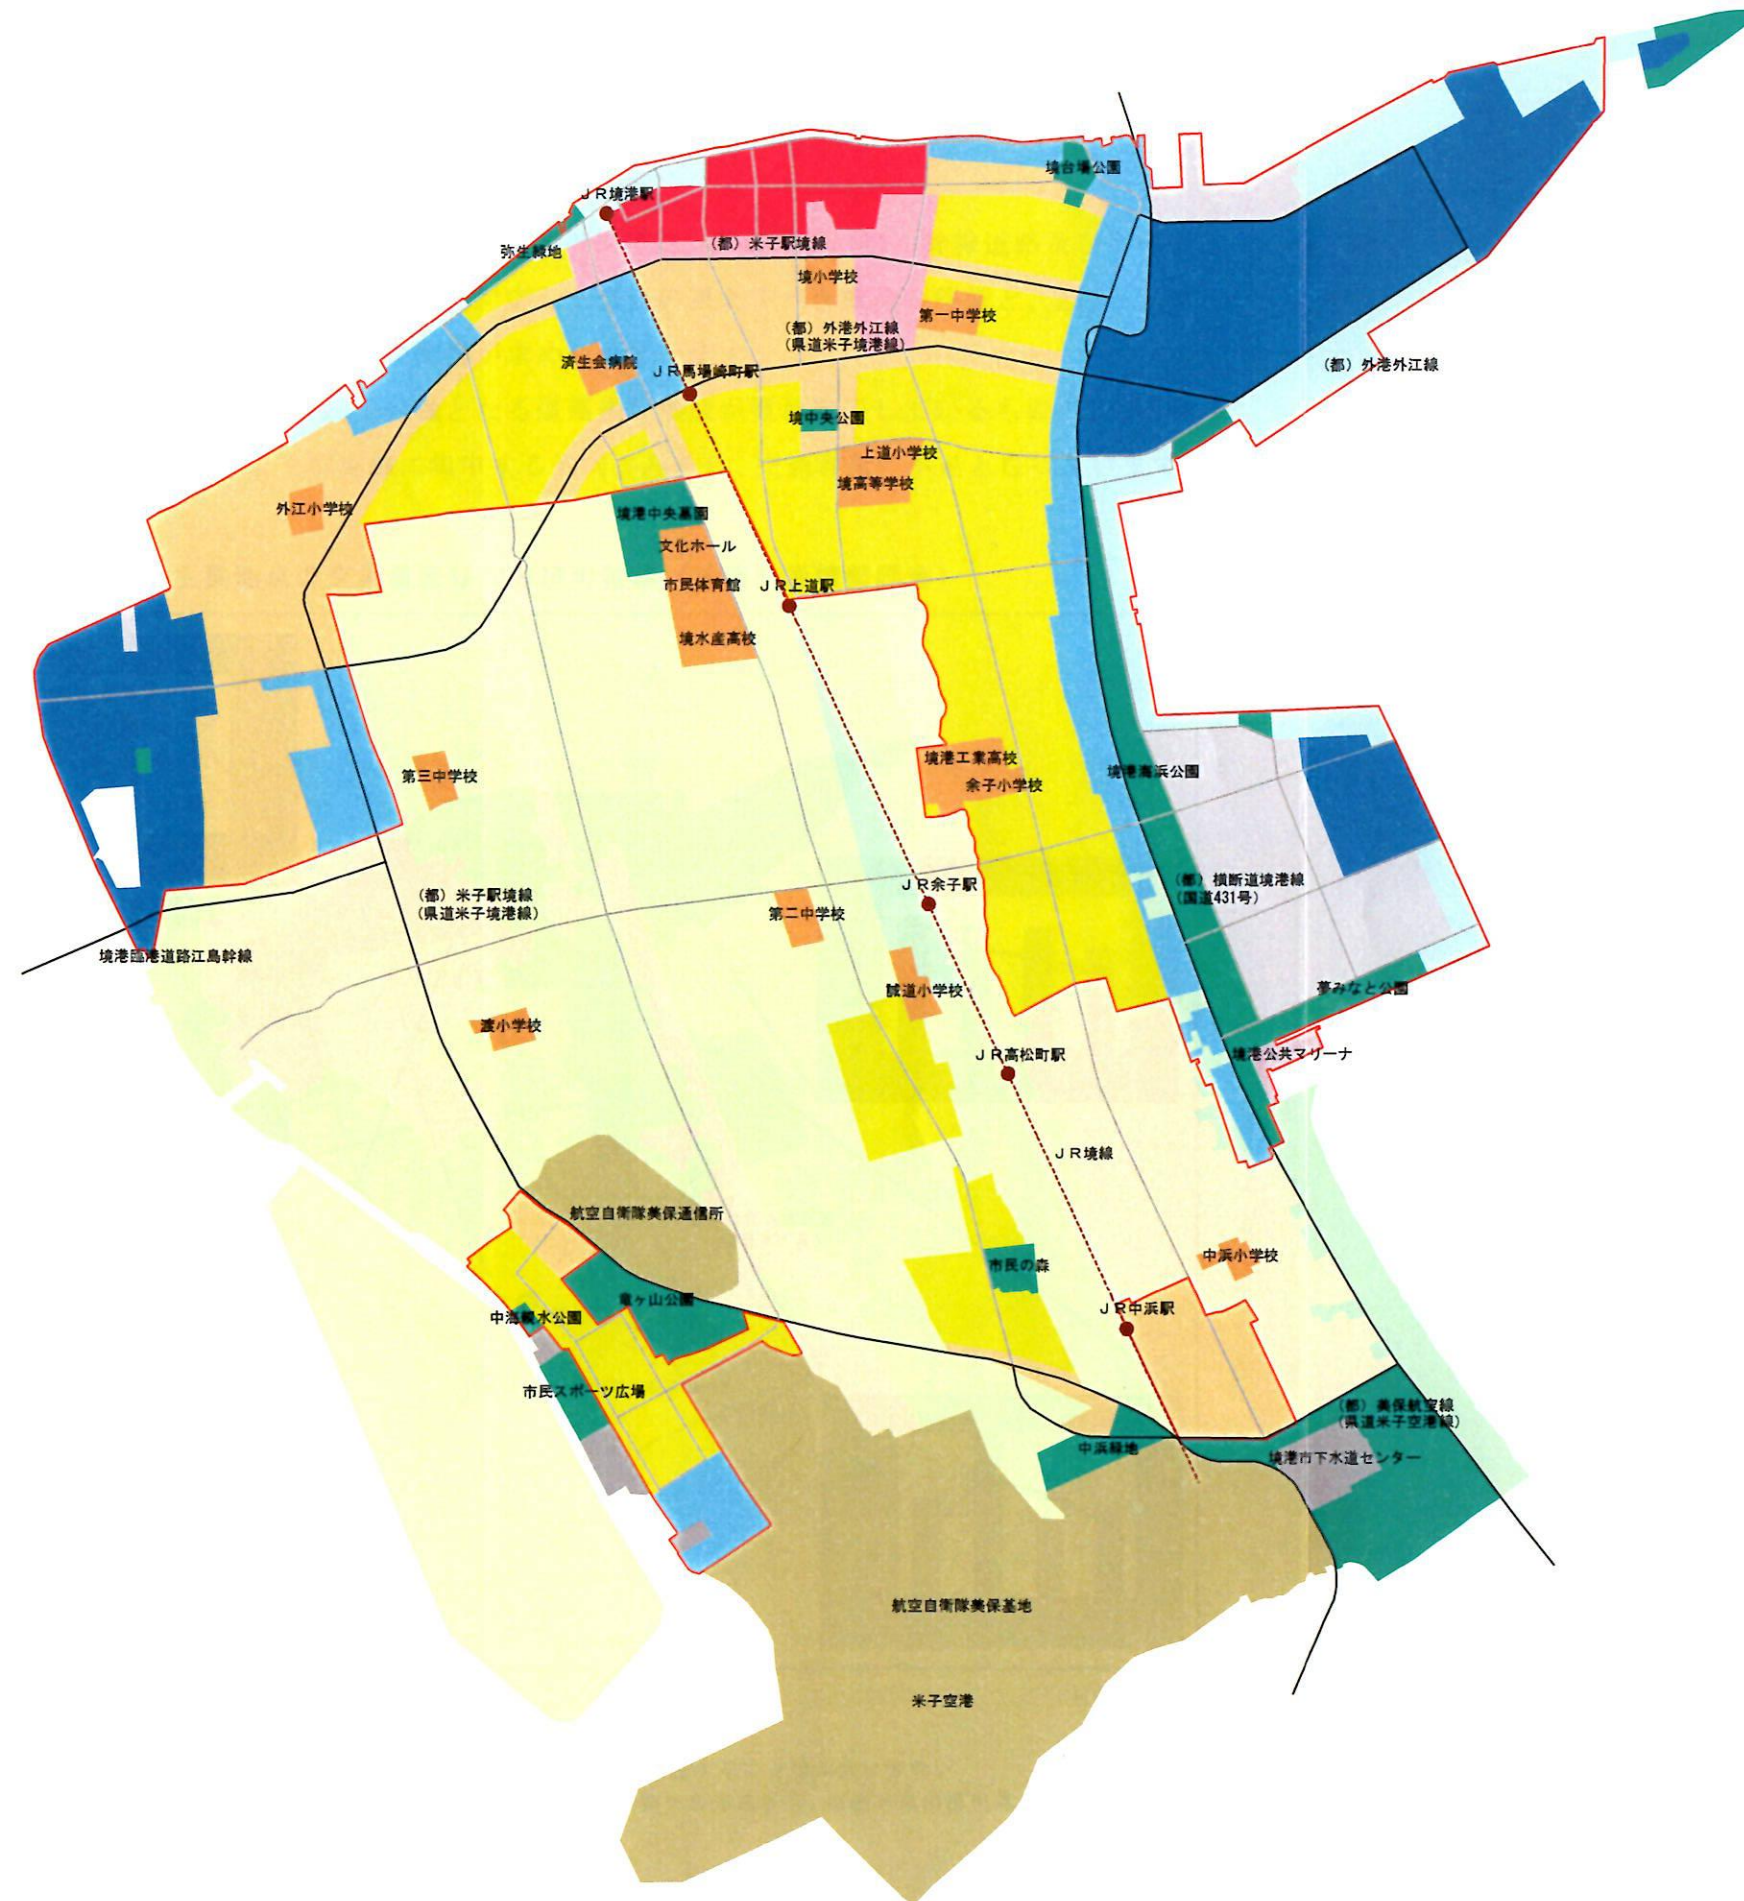 境台場公園
ＪＲ境港駅
（都）米子駅境線
弥生緑地
境小学校
第一中学校
（都）外港外江線
（県道米子境港線）
済生会病院
ＪＲ馬場崎町駅
（都）外港外江線
境中央公園
上道小学校
境高等学校
外江小学校
境港中央墓園
文化ホール
市民体育館
ＪＲ上道駅
境水産高校
境港工業高校
余子小学校
第三中学校
境港海浜公園
（都）米子駅境線
（県道米子境港線）
ＪＲ余子駅
（都）横断道境港線
（国道431号）
第二中学校
境港臨港道路江島幹線
誠道小学校
夢みなと公園
渡小学校
ＪＲ高松町駅
境港公共マリーナ
ＪＲ境線
航空自衛隊美保通信所
中浜小学校
市民の森
竜ヶ山公園
ＪＲ中浜駅
中海親水公園
市民スポーツ広場
（都）美保航空線
（県道米子空港線）
中浜緑地
境港市下水道センター
航空自衛隊美保基地
米子空港